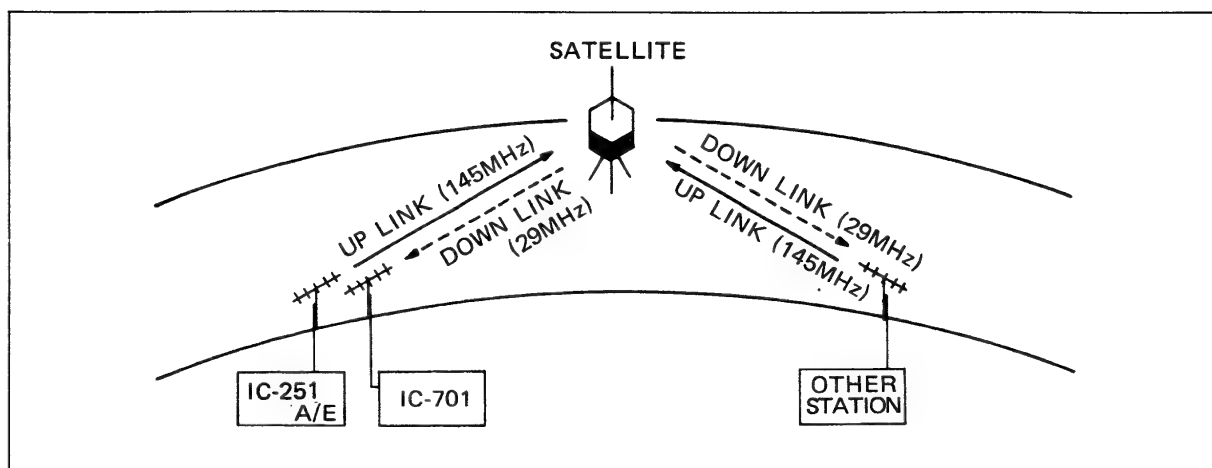 SATELLITE
UP LINK (145MHz)
DOWN LINK
(29MHz)
DOWN LINK (29MHz)
UP LINK (145MHz)
IC-251
A/E
IC-701
OTHER
STATION